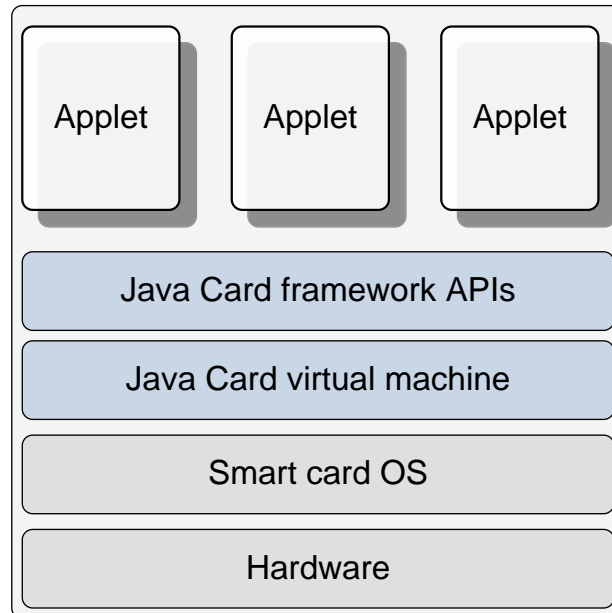 Applet Applet Applet
Java Card framework APIs
Java Card virtual machine
Smart card OS
Hardware